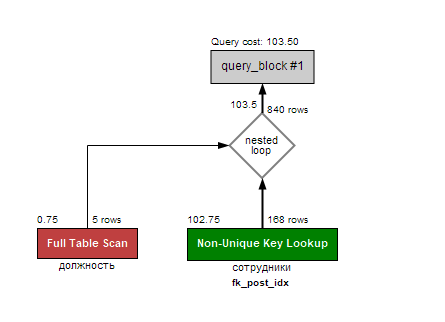 Query cost: 103.50
query_block #1
103.5
840 rows
nested
loop
0.75
5 rows
102.75
168 rows
Full Table Scan
Non-Unique Key Lookup
должность
сотрудники
fk_post_idx